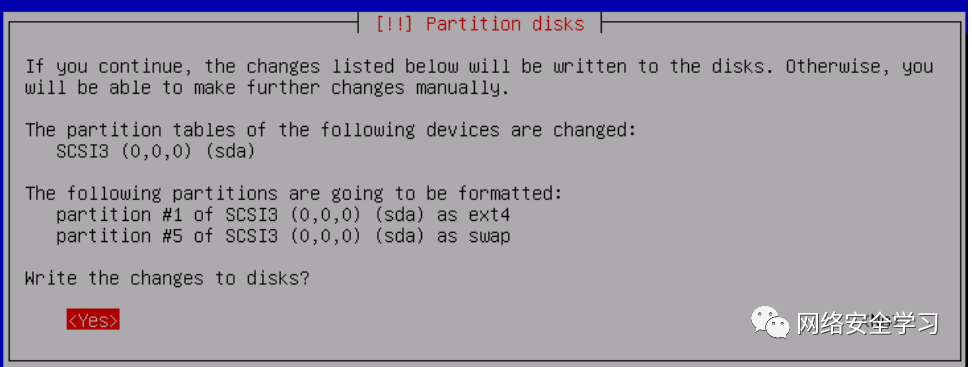 [!!] Partition disks
If you continue, the changes listed below will be written to the disks. Otherwise, you
will be able to make further changes manually.
The partition tables of the following devices are changed:
SCSI3 (0,0,0) (sda)
The following partitions are going to be formatted:
partition #1 of SCSI3 (0,0,0) (sda) as ext4
partition #5 of SCSI3 (0,0,0) (sda) as swap
Write the changes to disks?
<Yes>
网络安全学习